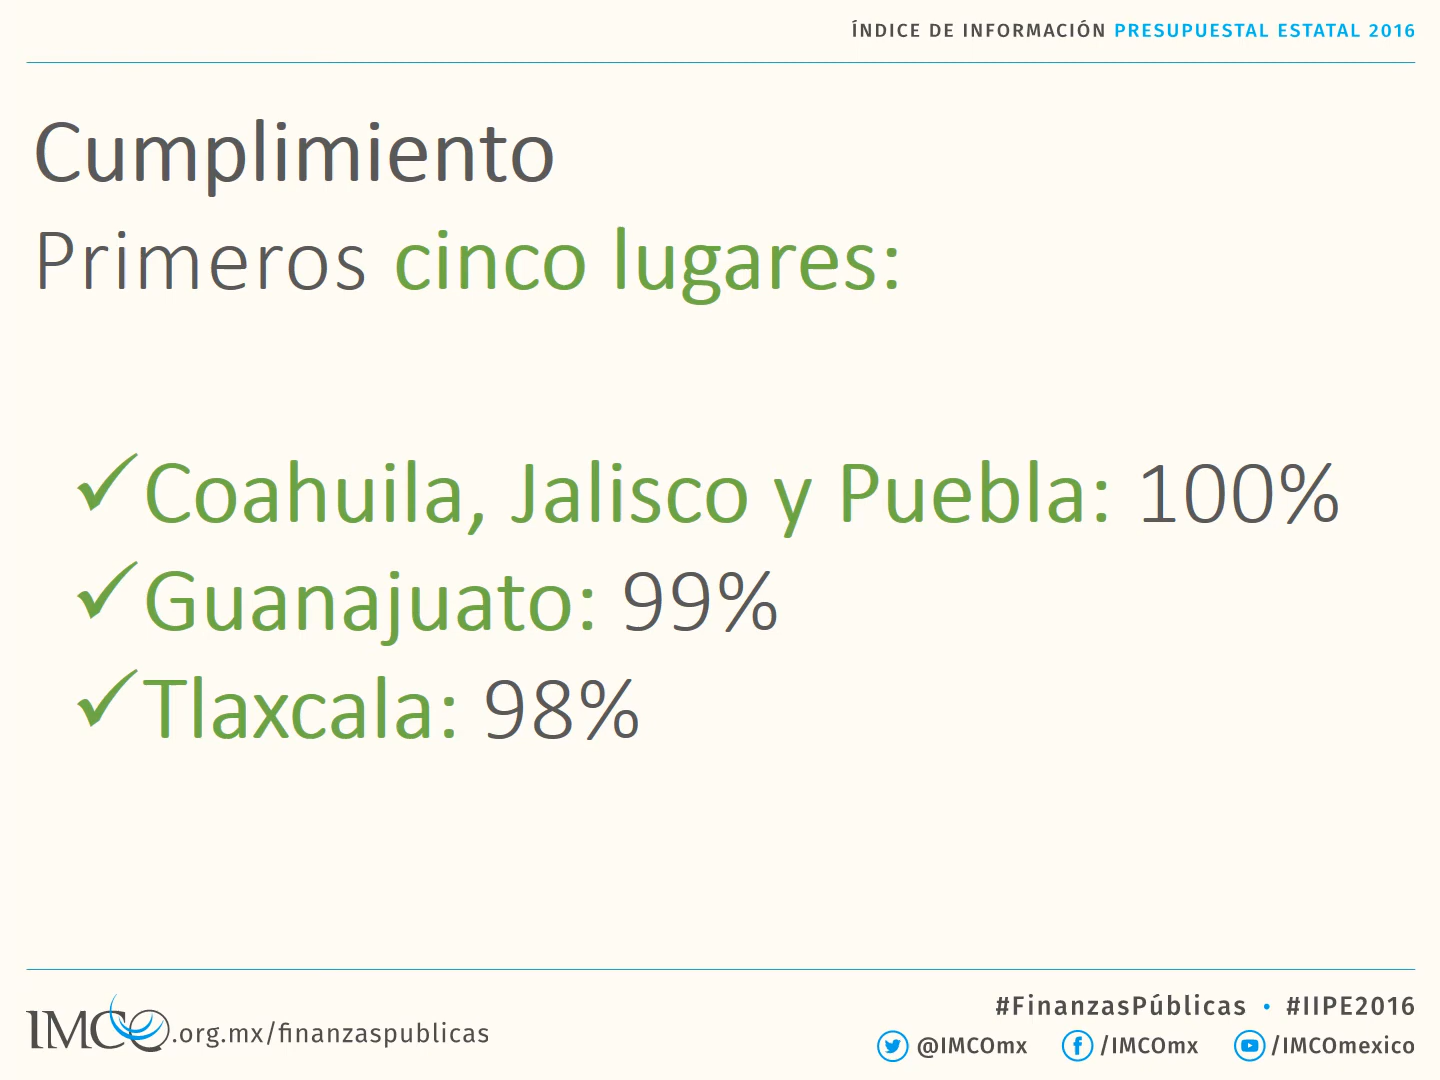 ÍNDICE DE INFORMACIÓN PRESUPUESTAL ESTATAL 2016
Cumplimiento
Primeros cinco lugares:
✓Coahuila, Jalisco y Puebla: 100%
✓Guanajuato: 99%
✓Tlaxcala: 98%
IMCO.org.mx/finanzaspublicas
#FinanzasPúblicas • #IIPE2016
@IMCOmx /IMCOmx /IMCOmexico